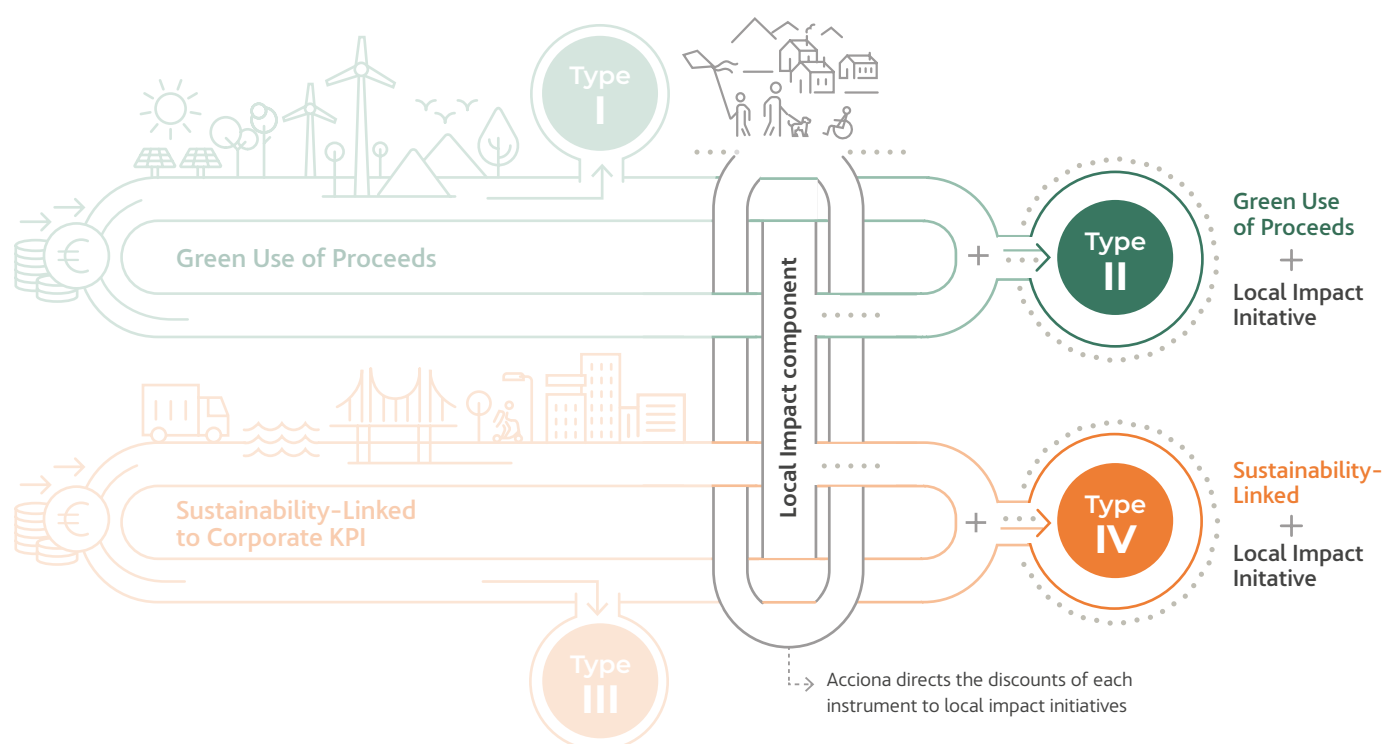 Type
I
Green Use of Proceeds
€
Local Impact component
+
Type
II
Green Use
of Proceeds
+
Local Impact
Initative
Sustainability-Linked
to Corporate KPI
€
+
Type
IV
Sustainability-
Linked
+
Local Impact
Initative
Type
III
Acciona directs the discounts of each
instrument to local impact initiatives